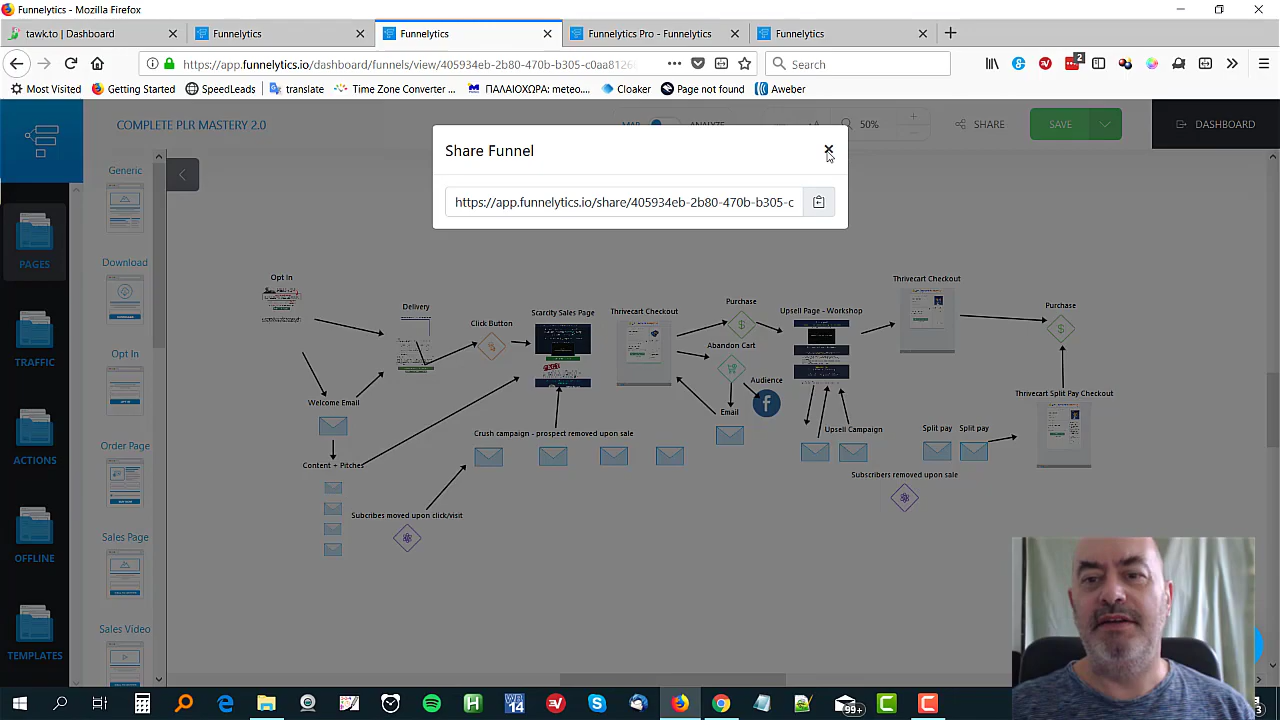 Funnelytics - Mozilla Firefox
tawk.to | Dashboard
Funnelytics
Funnelytics
Funnelytics Pro - Funnelytics
Funnelytics
https://app.funnelytics.io/dashboard/funnels/view/405934eb-2b80-470b-b305-c0aa8126
Search
2
Most Visited
Getting Started
SpeedLeads
translate
Time Zone Converter ...
ΠΑΛΑΙΟΧΩΡΑ: meteo...
Cloaker
Page not found
Aweber
COMPLETE PLR MASTERY 2.0
MAP
ANALYZE
50%
SHARE
SAVE
DASHBOARD
Share Funnel
https://app.funnelytics.io/share/405934eb-2b80-470b-b305-c
PAGES
TRAFFIC
ACTIONS
OFFLINE
TEMPLATES
Generic
Download
Opt In
Order Page
Sales Page
Sales Video
Opt In
Delivery
Click Button
Scarcity Sales Page
Thrivecart Checkout
Purchase
Upsell Page - Workshop
Thrivecart Checkout
Purchase
Abandon Cart
Audience
Welcome Email
Email
Thrivecart Split Pay Checkout
Crush campaign - prospect removed upon sale
Upsell Campaign
Split pay
Split pay
Content + Pitches
Subscribers removed upon sale
Subcribes moved upon click/visit
99+